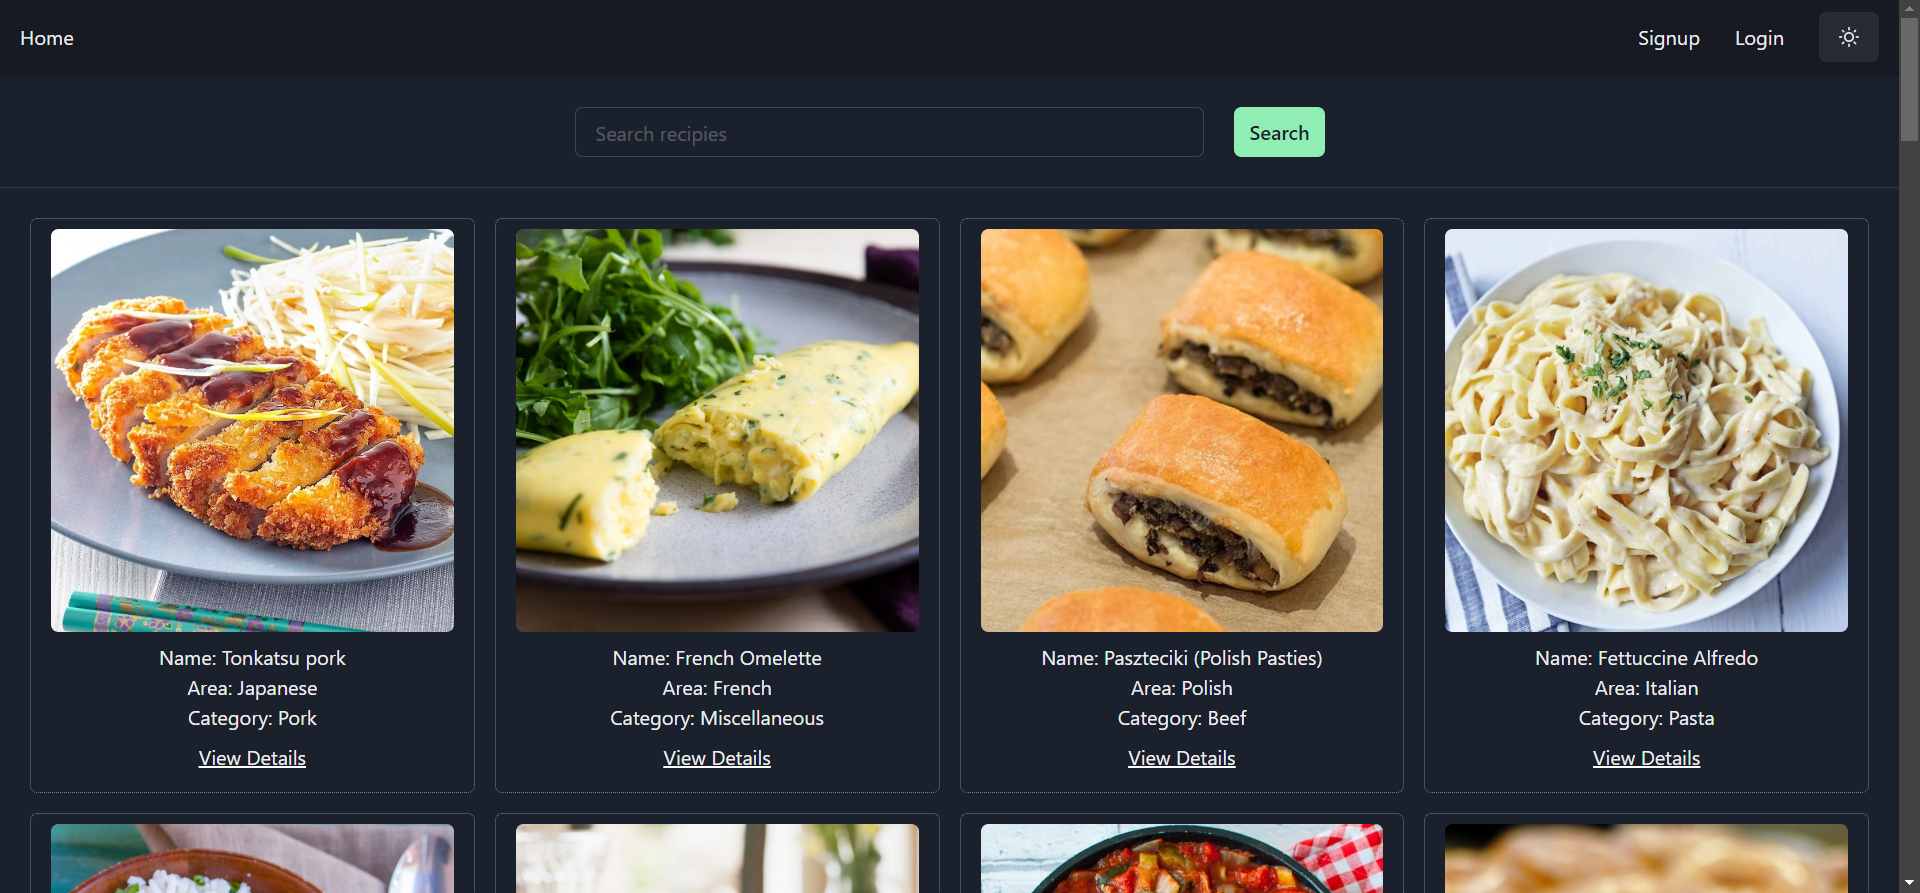 Home
Signup
Login
Search recipies
Search
Name: Tonkatsu pork
Area: Japanese
Category: Pork
View Details
Name: French Omelette
Area: French
Category: Miscellaneous
View Details
Name: Paszteciki (Polish Pasties)
Area: Polish
Category: Beef
View Details
Name: Fettuccine Alfredo
Area: Italian
Category: Pasta
View Details